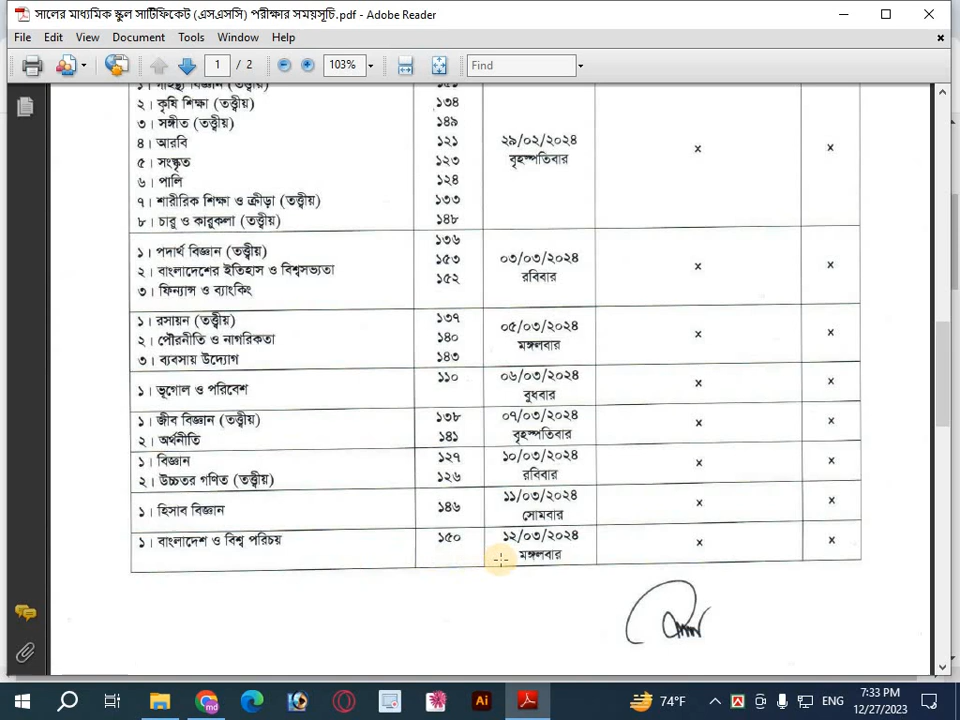 সালের মাধ্যমিক স্কুল সার্টিফিকেট (এসএসসি) পরীক্ষার সময়সূচি.pdf - Adobe Reader
File Edit View Document Tools Window Help
1 / 2 103% Find
১। গার্হস্থ্য বিজ্ঞান (তত্ত্বীয়) ১৫১
২। কৃষি শিক্ষা (তত্ত্বীয়) ১৩৪
৩। সঙ্গীত (তত্ত্বীয়) ১৪৯
৪। আরবি ১২১ ২৯/০২/২০২৪ x x
৫। সংস্কৃত ১২৩ বৃহস্পতিবার
৬। পালি ১২৪
৭। শারীরিক শিক্ষা ও ক্রীড়া (তত্ত্বীয়) ১৩৩
৮। চারু ও কারুকলা (তত্ত্বীয়) ১৪৮
১। পদার্থ বিজ্ঞান (তত্ত্বীয়) ১৩৬
২। বাংলাদেশের ইতিহাস ও বিশ্বসভ্যতা ১৫৩ ০৩/০৩/২০২৪ x x
৩। ফিন্যান্স ও ব্যাংকিং ১৫২ রবিবার
১। রসায়ন (তত্ত্বীয়) ১৩৭ ০৫/০৩/২০২৪
২। পৌরনীতি ও নাগরিকতা ১৪০ মঙ্গলবার x x
৩। ব্যবসায় উদ্যোগ ১৪৩
১। ভূগোল ও পরিবেশ ১১০ ০৬/০৩/২০২৪ x x
বুধবার
১। জীব বিজ্ঞান (তত্ত্বীয়) ১৩৮ ০৭/০৩/২০২৪ x x
২। অর্থনীতি ১৪১ বৃহস্পতিবার
১। বিজ্ঞান ১২৭ ১০/০৩/২০২৪ x x
২। উচ্চতর গণিত (তত্ত্বীয়) ১২৬ রবিবার
১। হিসাব বিজ্ঞান ১৪৬ ১১/০৩/২০২৪ x x
সোমবার
১। বাংলাদেশ ও বিশ্ব পরিচয় ১৫০ ১২/০৩/২০২৪ x x
মঙ্গলবার
md Ai 74°F ENG 7:33 PM
12/27/2023